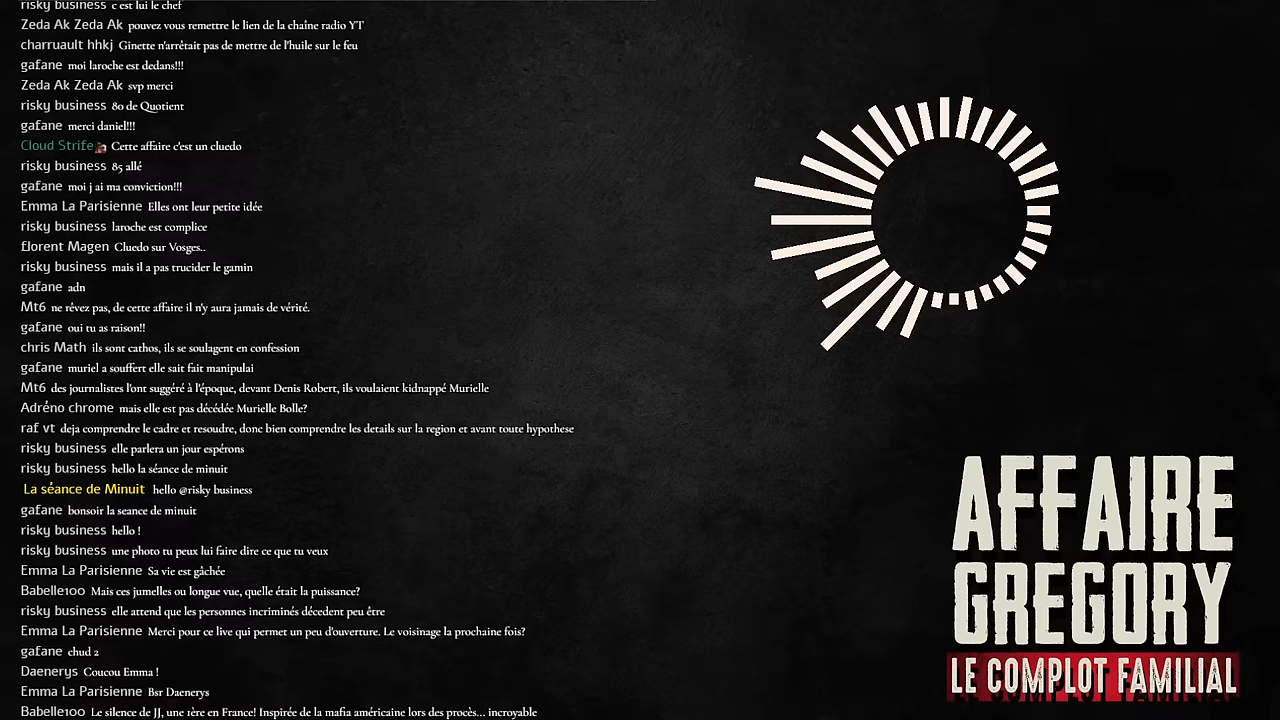 risky business c est lui le chef
Zeda Ak Zeda Ak pouvez vous remettre le lien de la chaîne radio YT
charruault hhkj Ginette n'arrêtait pas de mettre de l'huile sur le feu
gafane moi laroche est dedans!!!
Zeda Ak Zeda Ak svp merci
risky business 80 de Quotient
gafane merci daniel!!!
Cloud Strife Cette affaire c'est un cluedo
risky business 85 allé
gafane moi j ai ma conviction!!!
Emma La Parisienne Elles ont leur petite idée
risky business laroche est complice
florent Magen Cluedo sur Vosges..
risky business mais il a pas trucider le gamin
gafane adn
Mt6 ne rêvez pas, de cette affaire il n'y aura jamais de vérité.
gafane oui tu as raison!!
chris Math ils sont cathos, ils se soulagent en confession
gafane muriel a souffert elle sait fait manipulai
Mt6 des journalistes l'ont suggéré à l'époque, devant Denis Robert, ils voulaient kidnappé Murielle
Adréno chrome mais elle est pas décédée Murielle Bolle?
raf vt deja comprendre le cadre et resoudre, donc bien comprendre les details sur la region et avant toute hypothese
risky business elle parlera un jour espérons
risky business hello la séance de minuit
La séance de Minuit hello @risky business
gafane bonsoir la seance de minuit
risky business hello !
risky business une photo tu peux lui faire dire ce que tu veux
Emma La Parisienne Sa vie est gâchée
Babelle100 Mais ces jumelles ou longue vue, quelle était la puissance?
risky business elle attend que les personnes incriminés décedent peu être
Emma La Parisienne Merci pour ce live qui permet un peu d'ouverture. Le voisinage la prochaine fois?
gafane chud 2
Daenerys Coucou Emma !
Emma La Parisienne Bsr Daenerys
Babelle100 Le silence de JJ, une 1ère en France! Inspirée de la mafia américaine lors des procès... incroyable
AFFAIRE
GREGORY
LE COMPLOT FAMILIAL